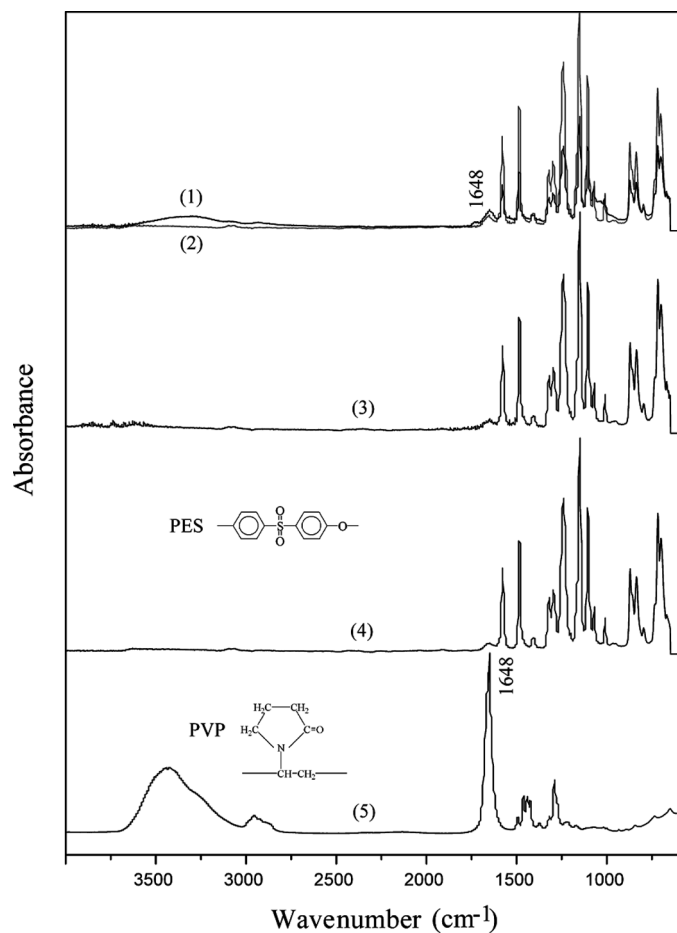 1648
(1)
(2)
(3)
PES
O
S
O
O
(4)
1648
H₂C
CH₂
PVP
H₂C
C=O
N
CH-CH₂
(5)
Absorbance
3500 3000 2500 2000 1500 1000
Wavenumber (cm⁻¹)